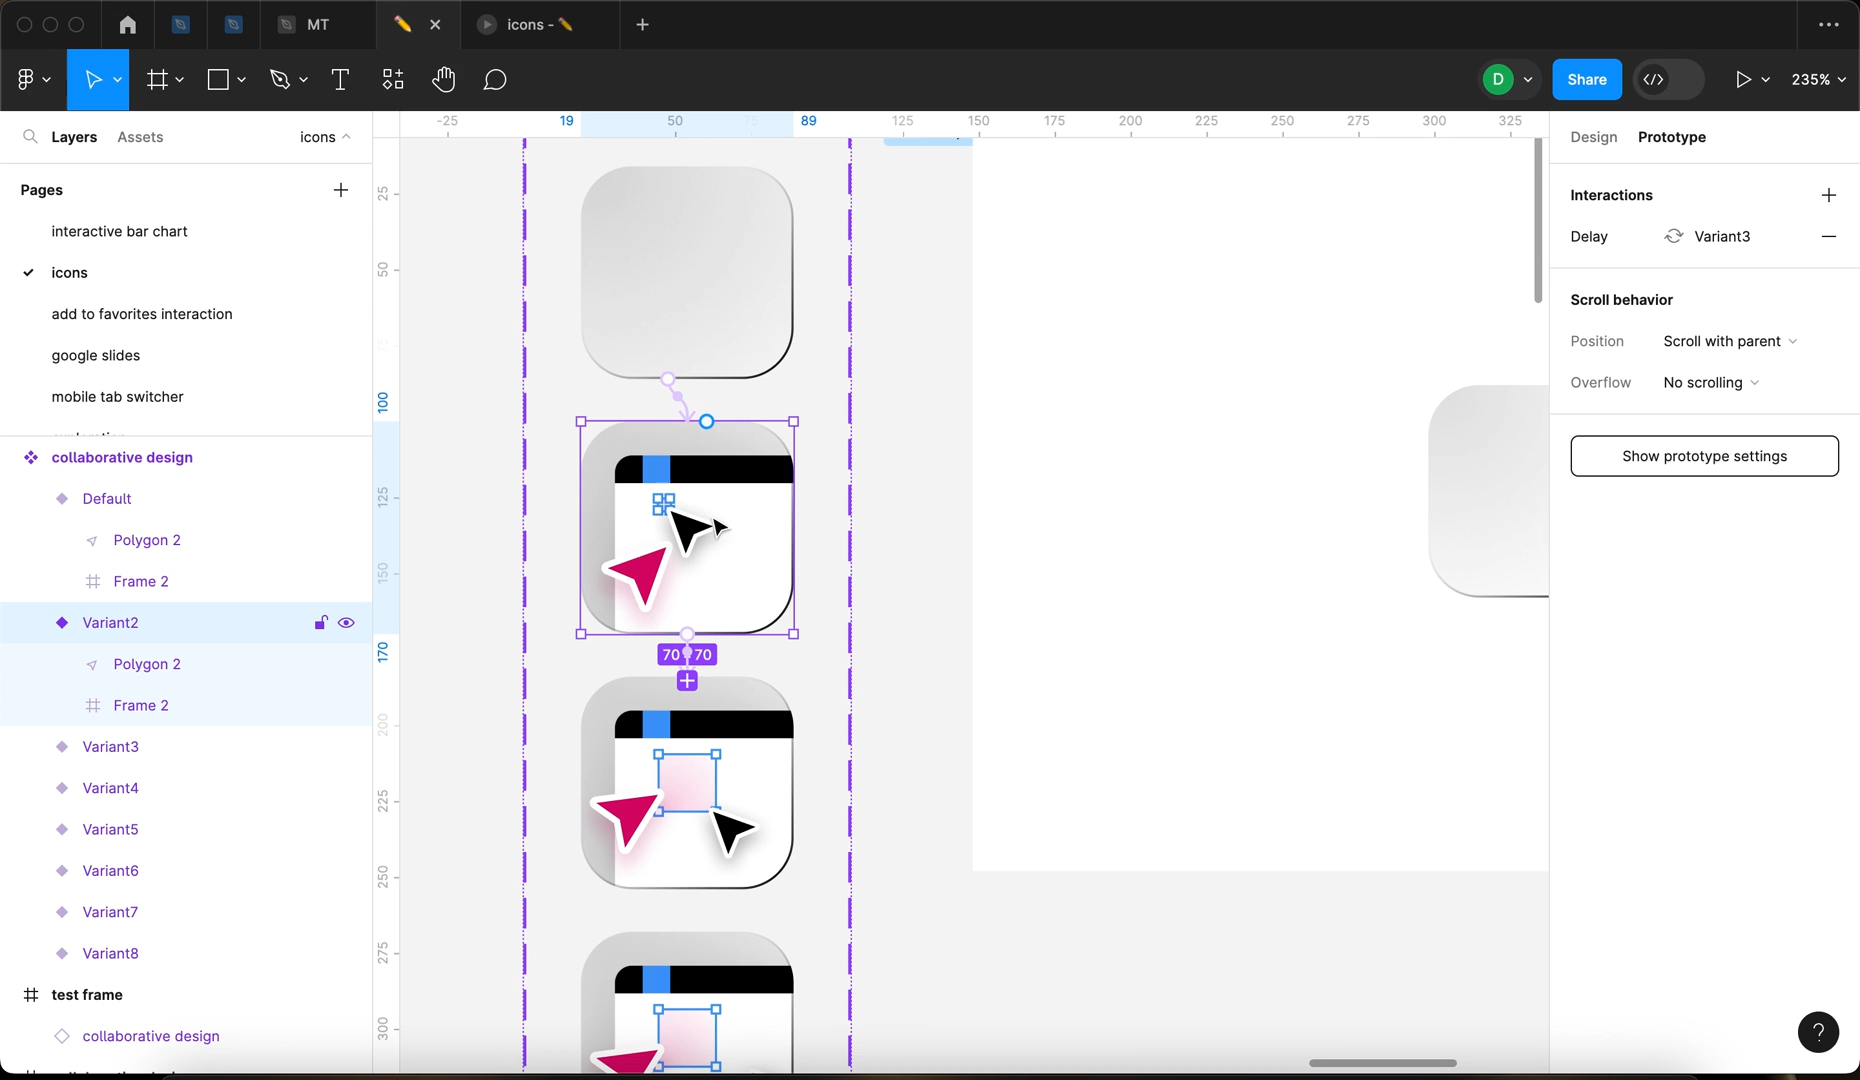 MT
icons - ✏️
D
Share
235%
Layers
Assets
icons
Pages
interactive bar chart
icons
add to favorites interaction
google slides
mobile tab switcher
collaborative design
Default
Polygon 2
Frame 2
Variant2
Polygon 2
Frame 2
Variant3
Variant4
Variant5
Variant6
Variant7
Variant8
test frame
collaborative design
-25 19 50 75 89 125 150 175 200 225 250 275 300 325
25
50
75
100
125
150
170
200
225
250
275
300
70 70
Design
Prototype
Interactions
Delay Variant3
Scroll behavior
Position Scroll with parent
Overflow No scrolling
Show prototype settings
?